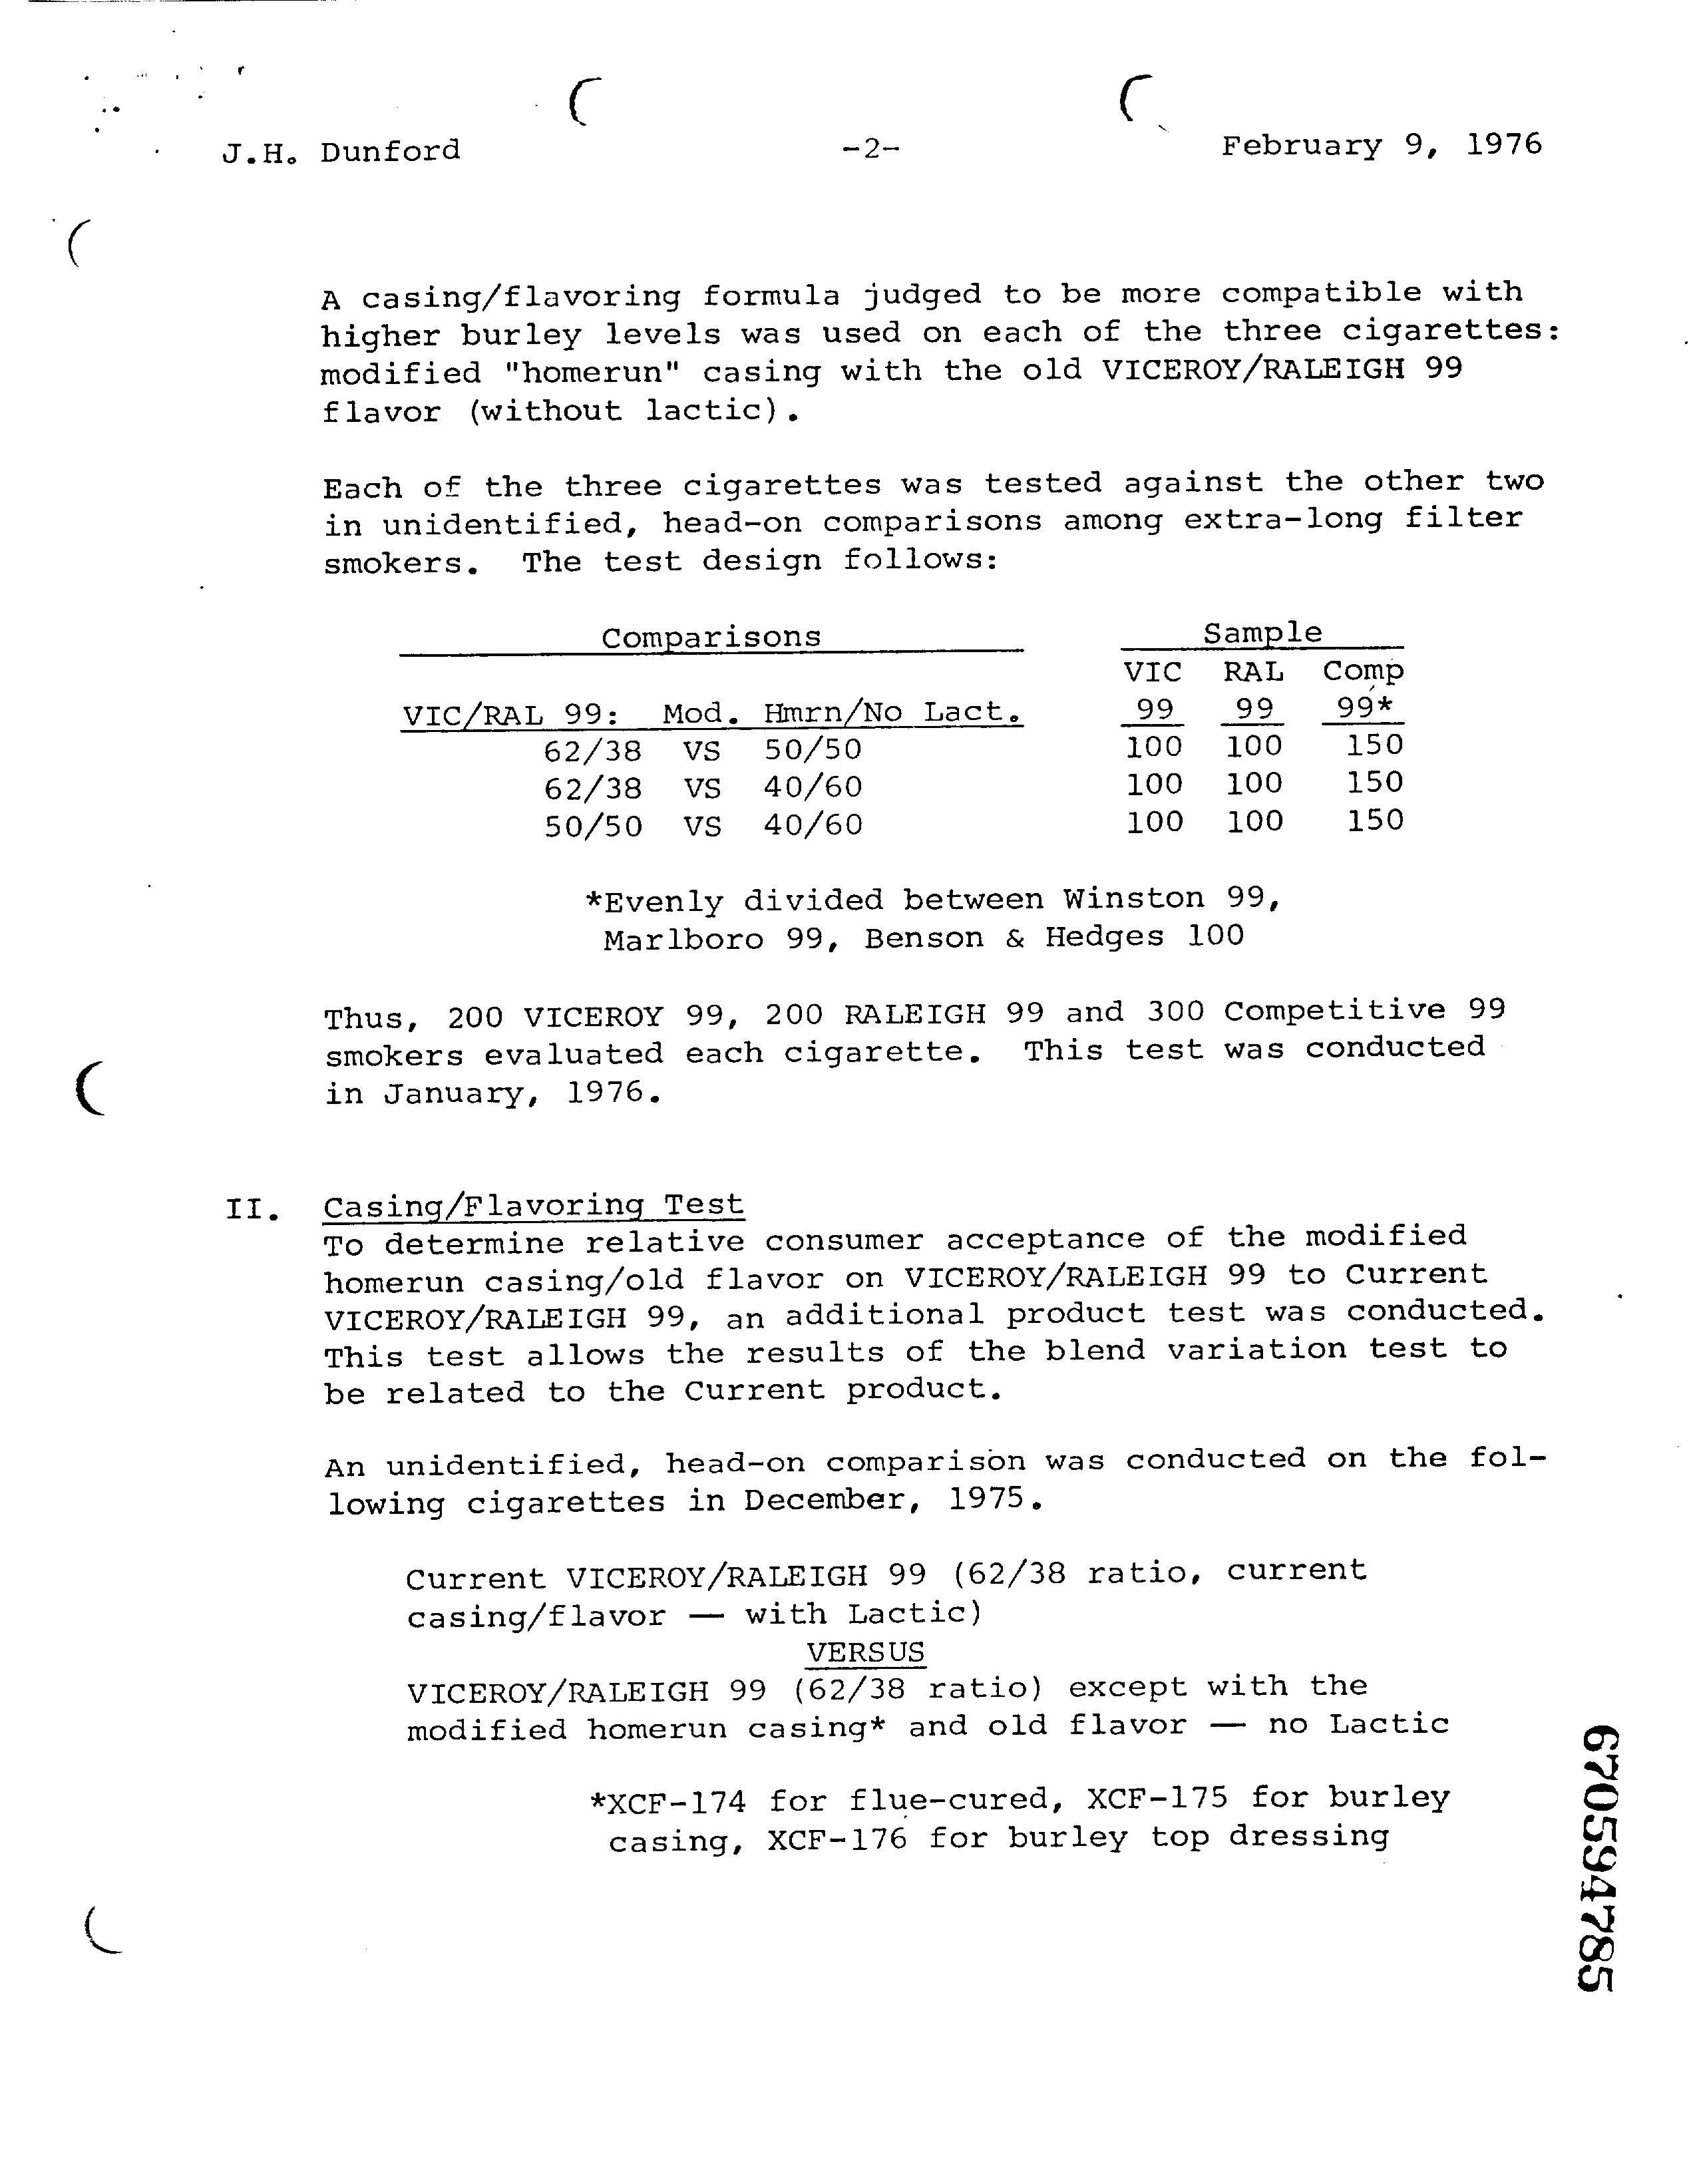 J.H. Dunford -2- February 9, 1976
A casing/flavoring formula judged to be more compatible with
higher burley levels was used on each of the three cigarettes:
modified "homerun" casing with the old VICEROY/RALEIGH 99
flavor (without lactic).
Each of the three cigarettes was tested against the other two
in unidentified, head-on comparisons among extra-long filter
smokers. The test design follows:
Comparisons Sample
VIC RAL Comp
VIC/RAL 99: Mod. Hmrn/No Lact. 99 99 99*
62/38 VS 50/50 100 100 150
62/38 VS 40/60 100 100 150
50/50 VS 40/60 100 100 150
*Evenly divided between Winston 99,
Marlboro 99, Benson & Hedges 100
Thus, 200 VICEROY 99, 200 RALEIGH 99 and 300 Competitive 99
smokers evaluated each cigarette. This test was conducted
in January, 1976.
II. Casing/Flavoring Test
To determine relative consumer acceptance of the modified
homerun casing/old flavor on VICEROY/RALEIGH 99 to Current
VICEROY/RALEIGH 99, an additional product test was conducted.
This test allows the results of the blend variation test to
be related to the Current product.
An unidentified, head-on comparison was conducted on the fol-
lowing cigarettes in December, 1975.
Current VICEROY/RALEIGH 99 (62/38 ratio, current
casing/flavor — with Lactic)
VERSUS
VICEROY/RALEIGH 99 (62/38 ratio) except with the
modified homerun casing* and old flavor — no Lactic
*XCF-174 for flue-cured, XCF-175 for burley
casing, XCF-176 for burley top dressing
670594785